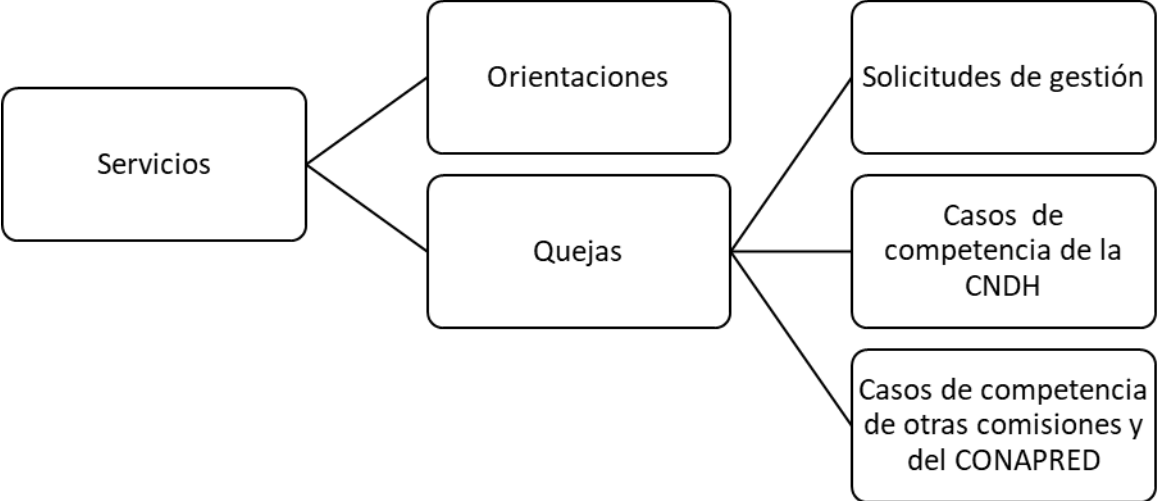 Servicios
Orientaciones
Quejas
Solicitudes de gestión
Casos de
competencia de la
CNDH
Casos de competencia
de otras comisiones y
del CONAPRED